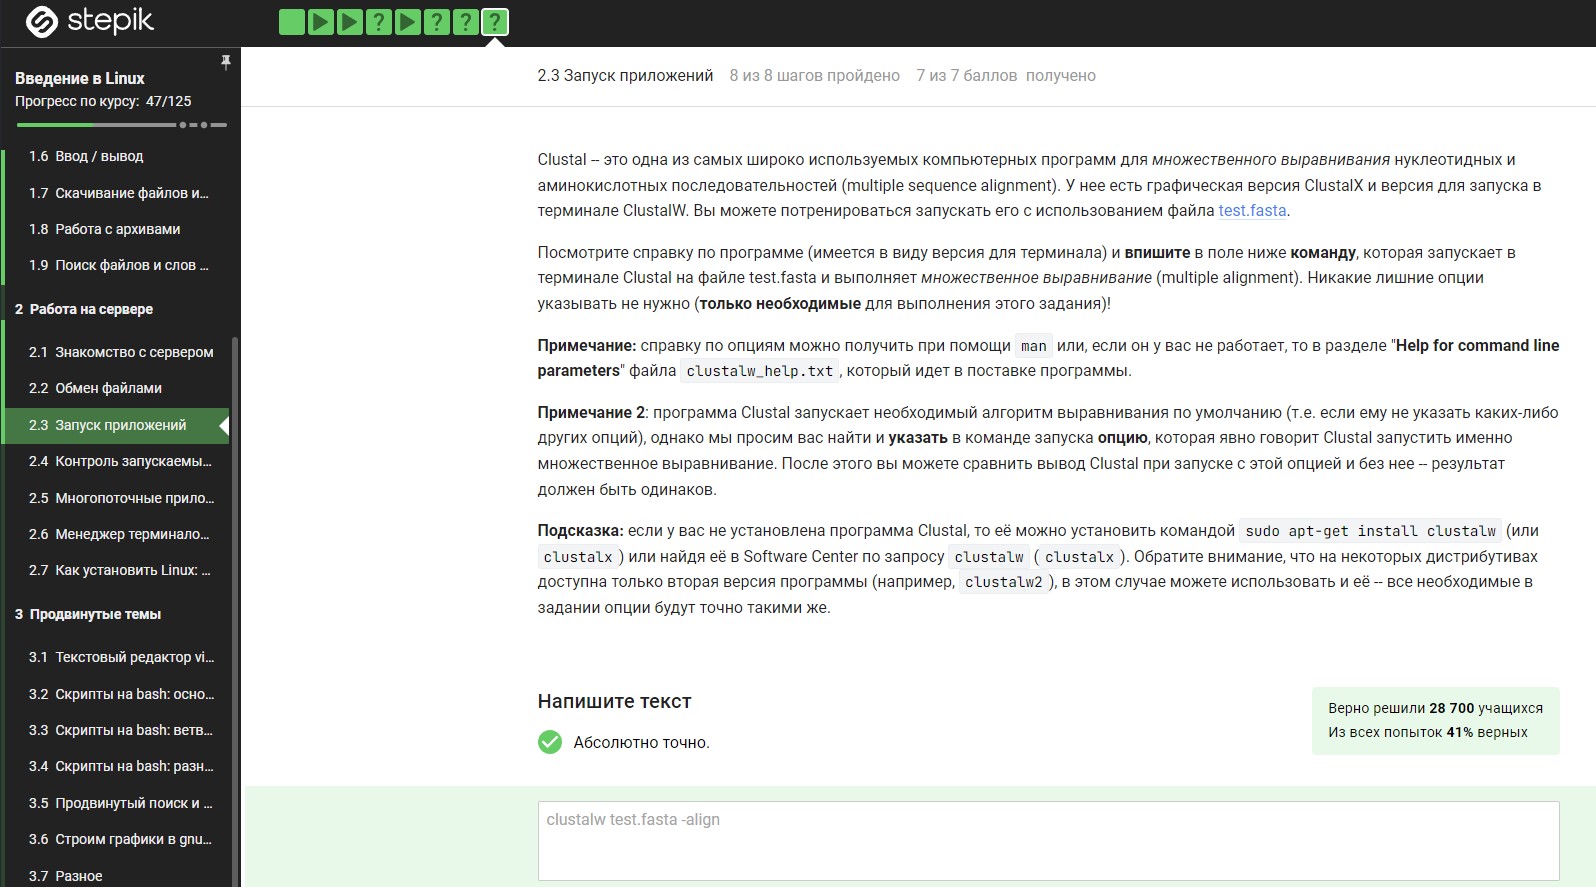 stepik
? ? ? ?
Введение в Linux
Прогресс по курсу: 47/125
1.6 Ввод / вывод
1.7 Скачивание файлов и...
1.8 Работа с архивами
1.9 Поиск файлов и слов ...
2 Работа на сервере
2.1 Знакомство с сервером
2.2 Обмен файлами
2.3 Запуск приложений
2.4 Контроль запускаемы...
2.5 Многопоточные прило...
2.6 Менеджер терминало...
2.7 Как установить Linux: ...
3 Продвинутые темы
3.1 Текстовый редактор vi...
3.2 Скрипты на bash: осно...
3.3 Скрипты на bash: ветв...
3.4 Скрипты на bash: разн...
3.5 Продвинутый поиск и ...
3.6 Строим графики в gnu...
3.7 Разное
2.3 Запуск приложений 8 из 8 шагов пройдено 7 из 7 баллов получено
Clustal -- это одна из самых широко используемых компьютерных программ для множественного выравнивания нуклеотидных и
аминокислотных последовательностей (multiple sequence alignment). У нее есть графическая версия ClustalX и версия для запуска в
терминале ClustalW. Вы можете потренироваться запускать его с использованием файла test.fasta.
Посмотрите справку по программе (имеется в виду версия для терминала) и впишите в поле ниже команду, которая запускает в
терминале Clustal на файле test.fasta и выполняет множественное выравнивание (multiple alignment). Никакие лишние опции
указывать не нужно (только необходимые для выполнения этого задания)!
Примечание: справку по опциям можно получить при помощи man или, если он у вас не работает, то в разделе "Help for command line
parameters" файла clustalw_help.txt , который идет в поставке программы.
Примечание 2: программа Clustal запускает необходимый алгоритм выравнивания по умолчанию (т.е. если ему не указать каких-либо
других опций), однако мы просим вас найти и указать в команде запуска опцию, которая явно говорит Clustal запустить именно
множественное выравнивание. После этого вы можете сравнить вывод Clustal при запуске с этой опцией и без нее -- результат
должен быть одинаков.
Подсказка: если у вас не установлена программа Clustal, то её можно установить командой sudo apt-get install clustalw (или
clustalx ) или найдя её в Software Center по запросу clustalw ( clustalx ). Обратите внимание, что на некоторых дистрибутивах
доступна только вторая версия программы (например, clustalw2 ), в этом случае можете использовать и её -- все необходимые в
задании опции будут точно такими же.
Напишите текст
Абсолютно точно.
Верно решили 28 700 учащихся
Из всех попыток 41% верных
clustalw test.fasta -align